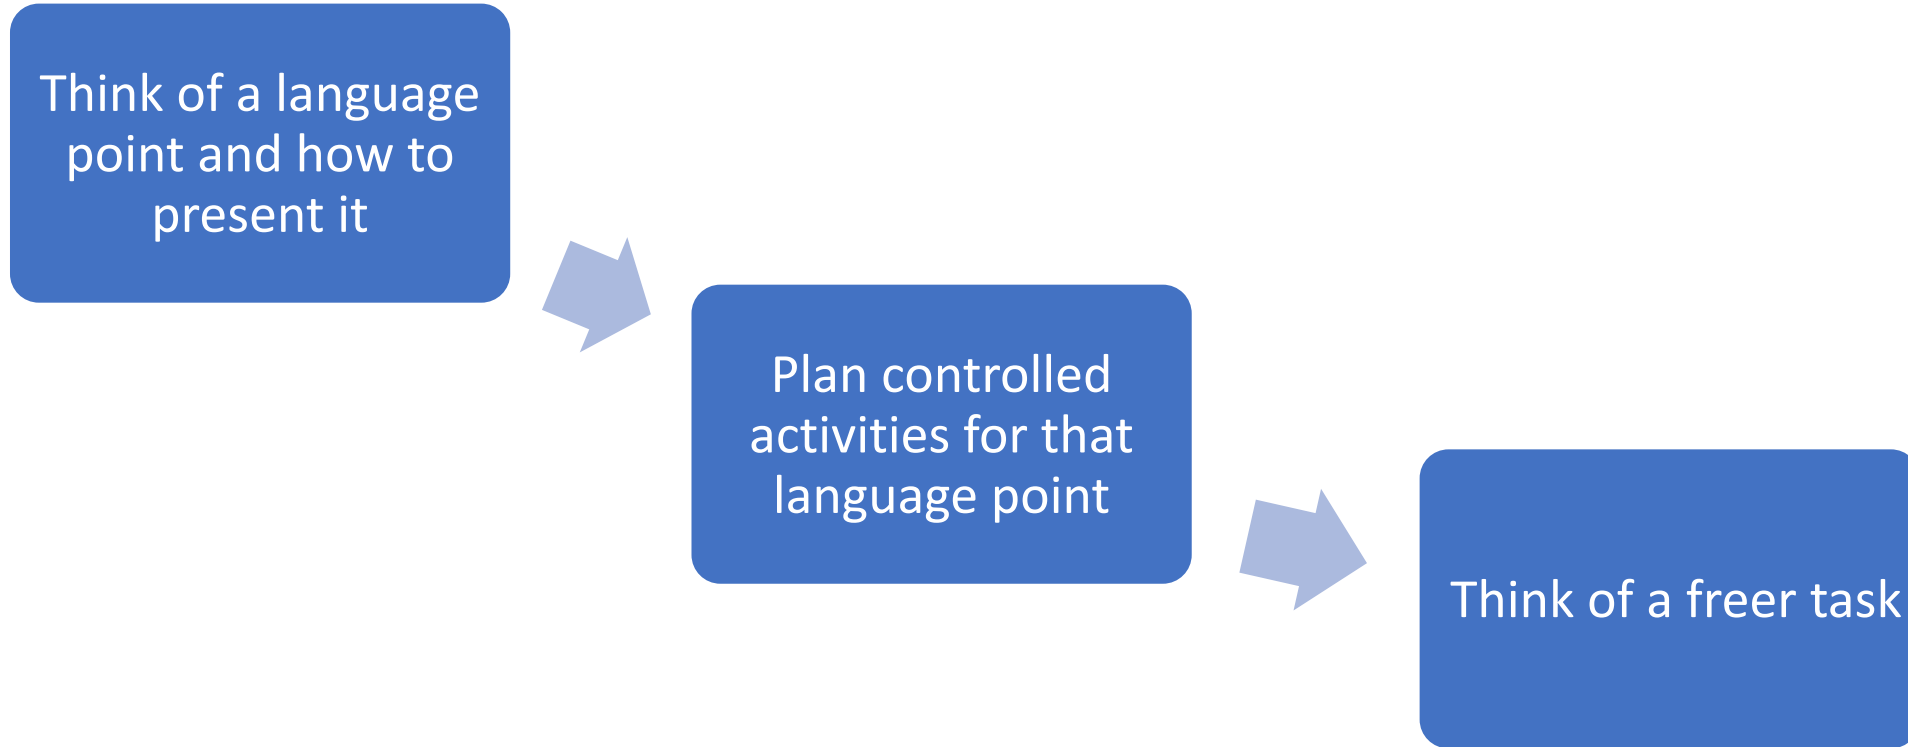 Think of a language
point and how to
present it
Plan controlled
activities for that
language point
Think of a freer task